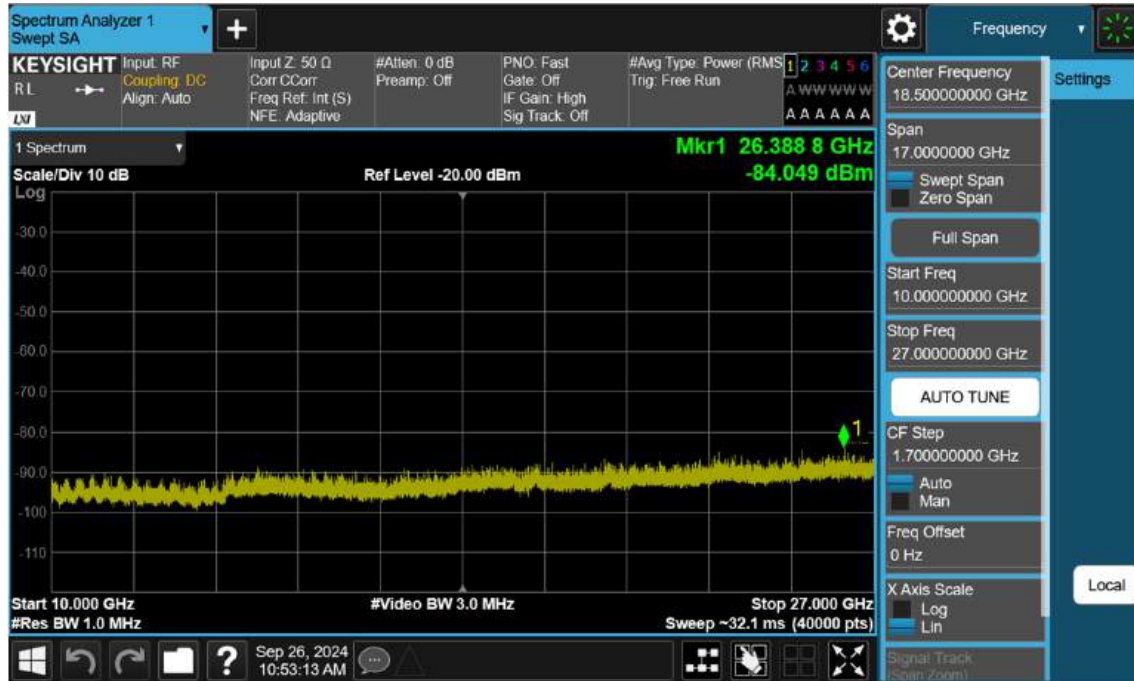 Spectrum Analyzer 1
Swept SA
+
Frequency
KEYSIGHT
R L
LXI
Input: RF
Coupling: DC
Align: Auto
Input Z: 50 Ω
Corr CCorr
Freq Ref: Int (S)
NFE: Adaptive
#Atten: 0 dB
Preamp: Off
PNO: Fast
Gate: Off
IF Gain: High
Sig Track: Off
#Avg Type: Power (RMS
Trig: Free Run
1 2 3 4 5 6
A W W W W W
A A A A A A
1 Spectrum
Scale/Div 10 dB
Ref Level -20.00 dBm
Mkr1 26.388 8 GHz
-84.049 dBm
Log
-30.0
-40.0
-50.0
-60.0
-70.0
-80.0
-90.0
-100
-110
1
Start 10.000 GHz
#Video BW 3.0 MHz
Stop 27.000 GHz
#Res BW 1.0 MHz
Sweep ~32.1 ms (40000 pts)
Center Frequency
18.500000000 GHz
Settings
Span
17.0000000 GHz
Swept Span
Zero Span
Full Span
Start Freq
10.000000000 GHz
Stop Freq
27.000000000 GHz
AUTO TUNE
CF Step
1.700000000 GHz
Auto
Man
Freq Offset
0 Hz
X Axis Scale
Log
Lin
Local
Signal Track
(Span Zoom)
?
Sep 26, 2024
10:53:13 AM